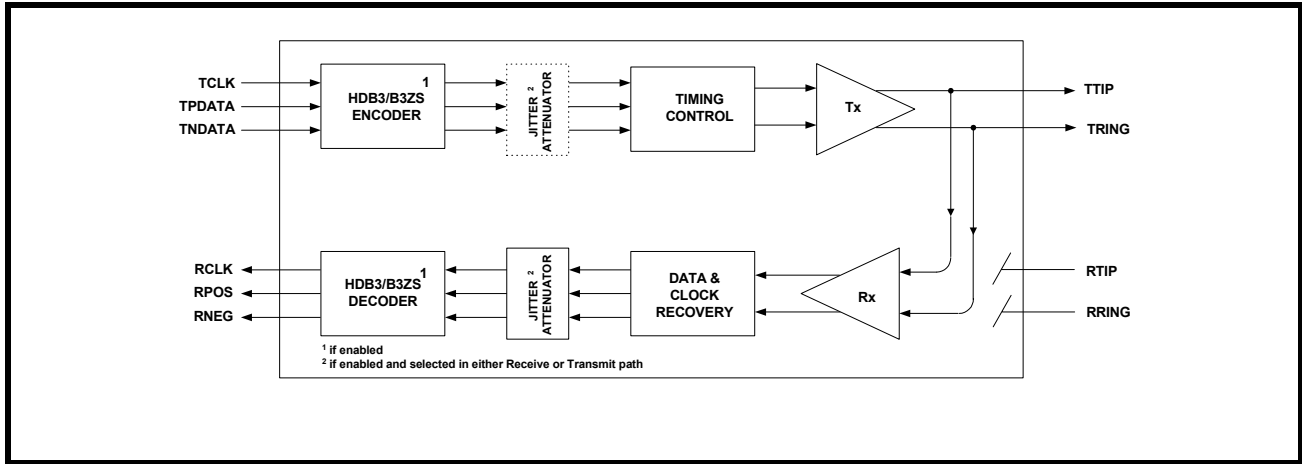 TCLK
TPDATA
TNDATA
HDB3/B3ZS 1
ENCODER
JITTER 2
ATTENUATOR
TIMING
CONTROL
Tx
TTIP
TRING
RCLK
RPOS
RNEG
HDB3/B3ZS 1
DECODER
JITTER 2
ATTENUATOR
DATA &
CLOCK
RECOVERY
Rx
RTIP
RRING
1 if enabled
2 if enabled and selected in either Receive or Transmit path